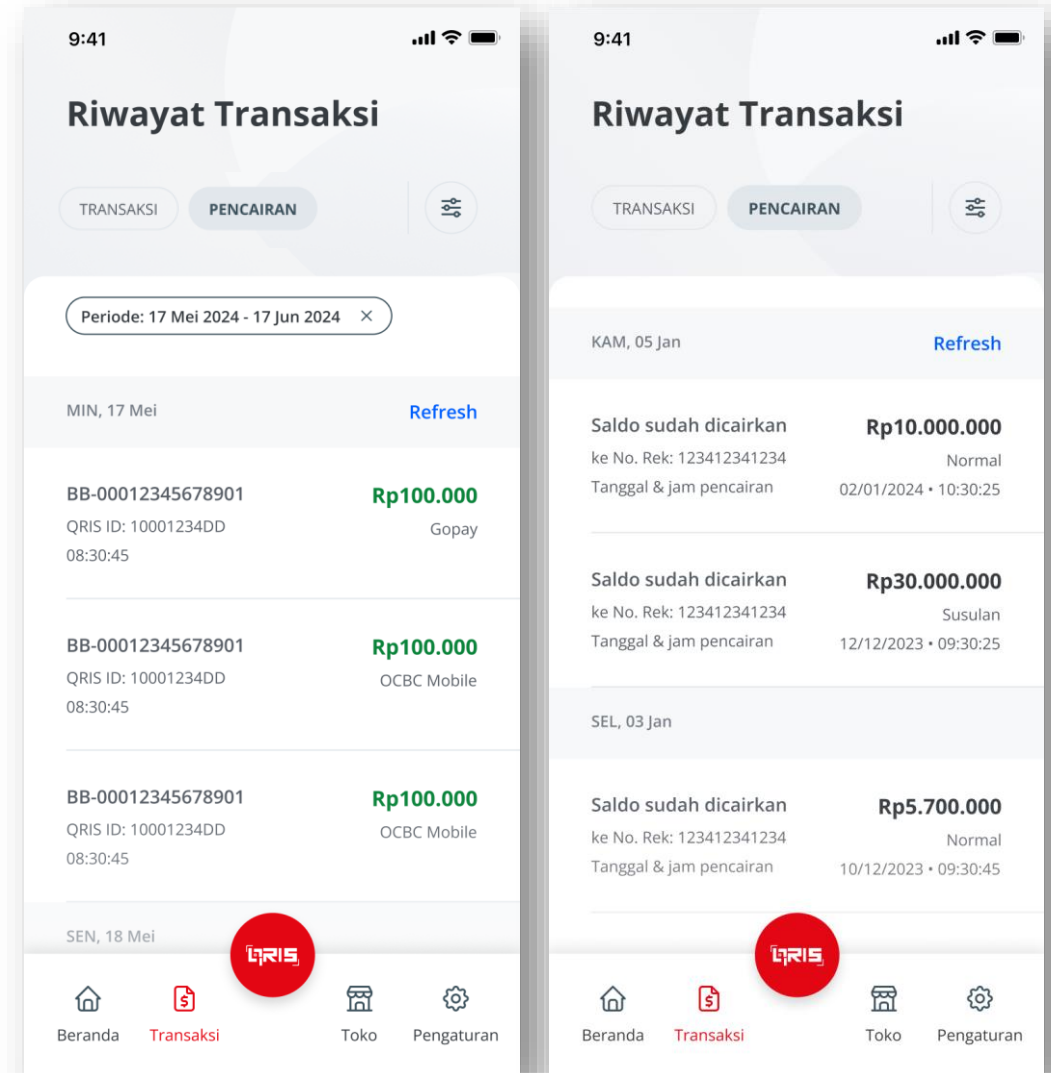 9:41
Riwayat Transaksi
TRANSAKSI PENCAIRAN
Periode: 17 Mei 2024 - 17 Jun 2024
MIN, 17 Mei Refresh
BB-00012345678901 Rp100.000
QRIS ID: 10001234DD Gopay
08:30:45
BB-00012345678901 Rp100.000
QRIS ID: 10001234DD OCBC Mobile
08:30:45
BB-00012345678901 Rp100.000
QRIS ID: 10001234DD OCBC Mobile
08:30:45
SEN, 18 Mei
QRIS
Beranda Transaksi Toko Pengaturan
9:41
Riwayat Transaksi
TRANSAKSI PENCAIRAN
KAM, 05 Jan Refresh
Saldo sudah dicairkan Rp10.000.000
ke No. Rek: 123412341234 Normal
Tanggal & jam pencairan 02/01/2024 • 10:30:25
Saldo sudah dicairkan Rp30.000.000
ke No. Rek: 123412341234 Susulan
Tanggal & jam pencairan 12/12/2023 • 09:30:25
SEL, 03 Jan
Saldo sudah dicairkan Rp5.700.000
ke No. Rek: 123412341234 Normal
Tanggal & jam pencairan 10/12/2023 • 09:30:45
QRIS
Beranda Transaksi Toko Pengaturan